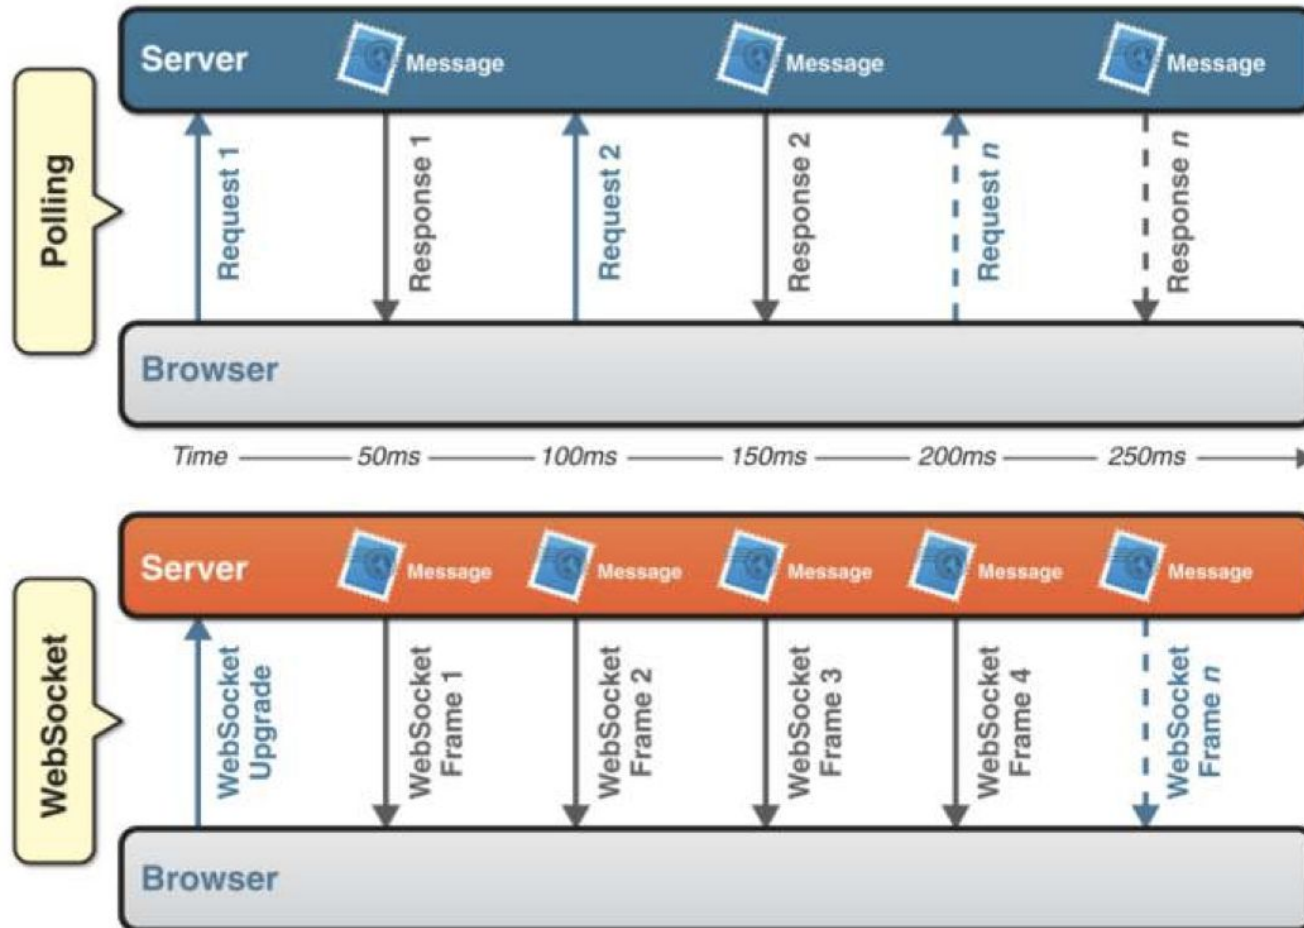 Polling
Server
Message
Message
Message
Request 1
Response 1
Request 2
Response 2
Request n
Response n
Browser
Time 50ms 100ms 150ms 200ms 250ms
WebSocket
Server
Message
Message
Message
Message
Message
WebSocket
Upgrade
WebSocket
Frame 1
WebSocket
Frame 2
WebSocket
Frame 3
WebSocket
Frame 4
WebSocket
Frame n
Browser